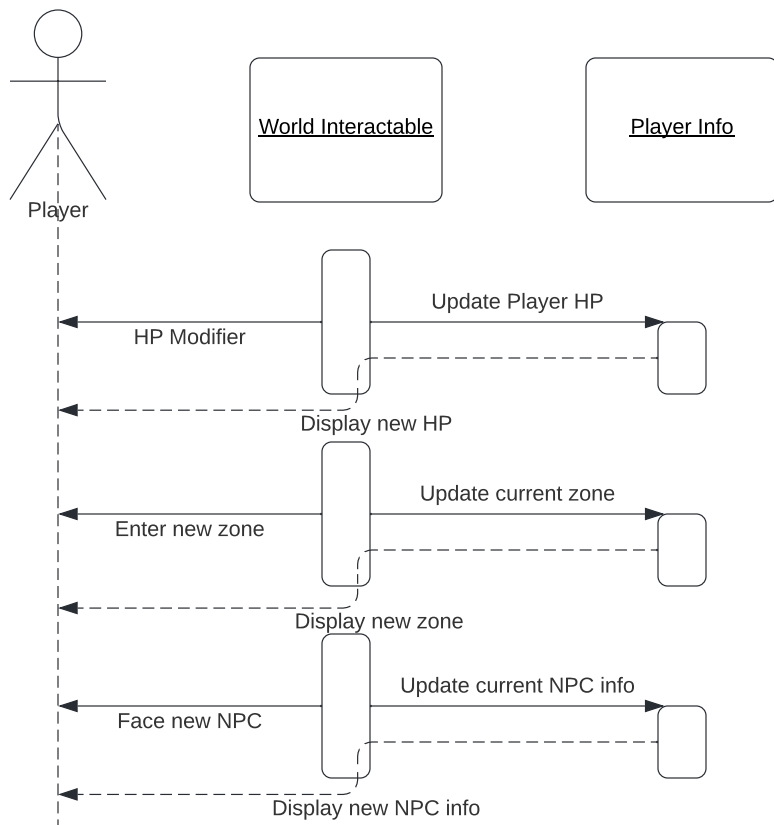 World Interactable
Player Info
Player
Update Player HP
HP Modifier
Display new HP
Update current zone
Enter new zone
Display new zone
Update current NPC info
Face new NPC
Display new NPC info